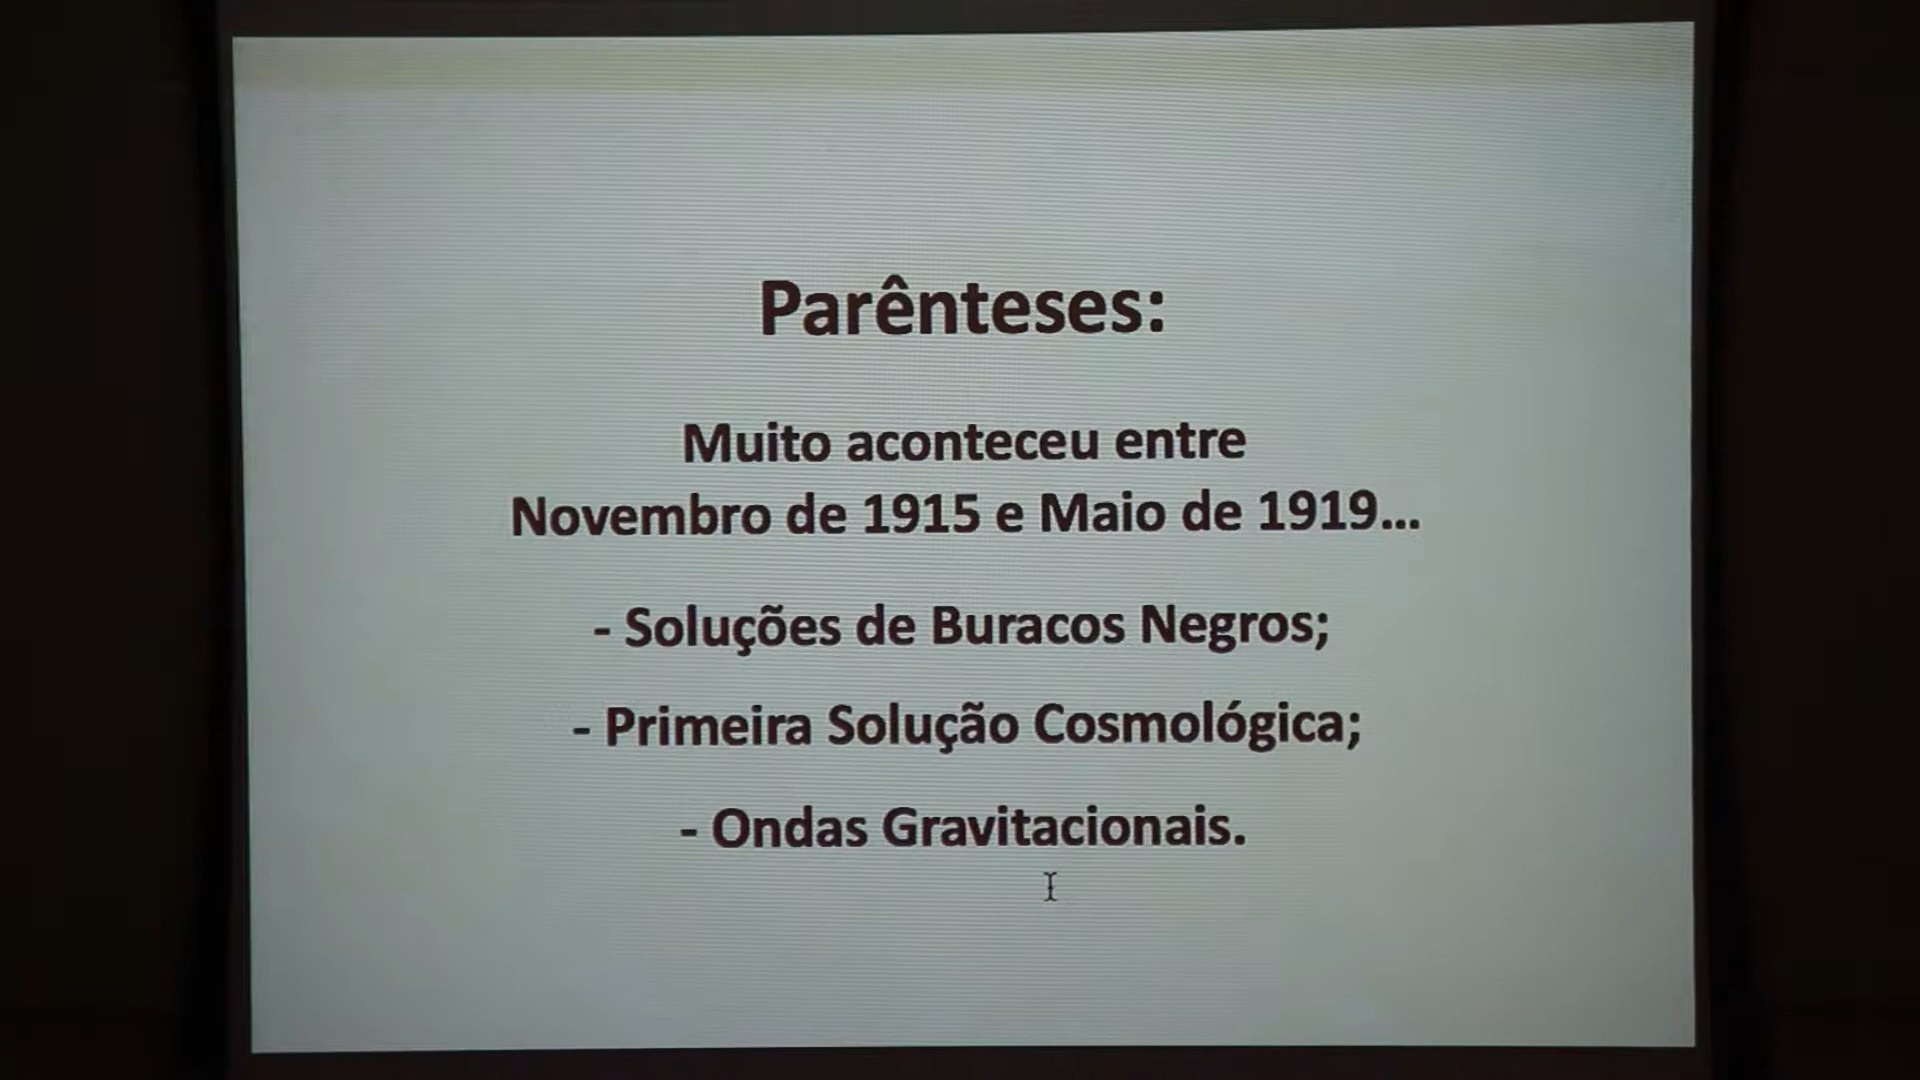 Parênteses:
Muito aconteceu entre
Novembro de 1915 e Maio de 1919...
- Soluções de Buracos Negros;
- Primeira Solução Cosmológica;
- Ondas Gravitacionais.